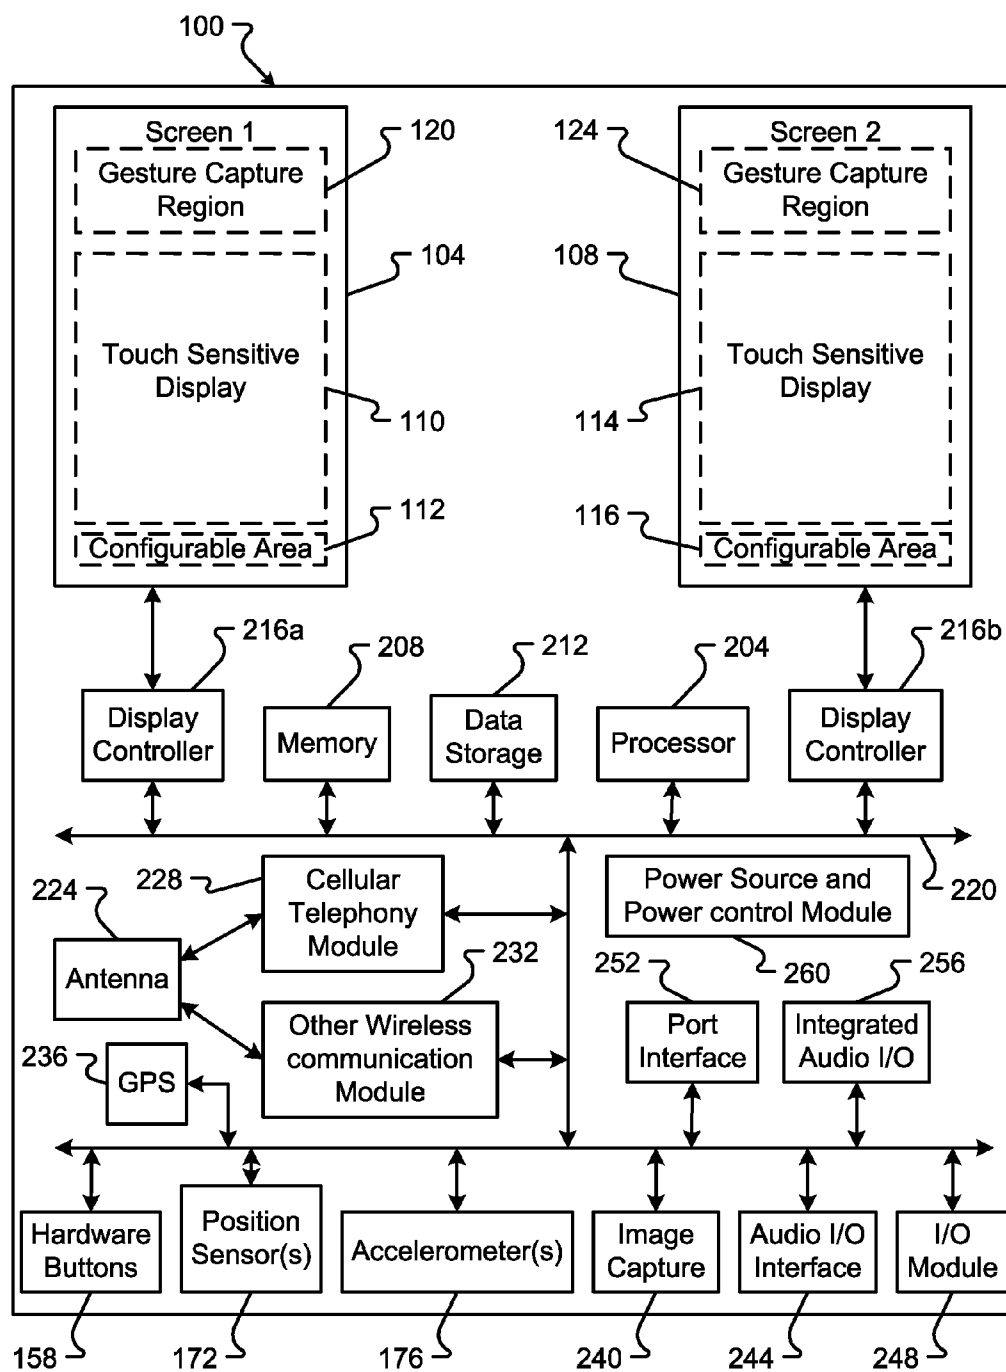 100
Screen 1
Gesture Capture
Region
120
124
Screen 2
Gesture Capture
Region
104
108
Touch Sensitive
Display
Touch Sensitive
Display
110
114
112
116
Configurable Area
Configurable Area
216a
208
212
204
216b
Display
Controller
Memory
Data
Storage
Processor
Display
Controller
228
224
Cellular
Telephony
Module
Power Source and
Power control Module
220
Antenna
232
252
260
256
Other Wireless
communication
Module
Port
Interface
Integrated
Audio I/O
236
GPS
Hardware
Buttons
Position
Sensor(s)
Accelerometer(s)
Image
Capture
Audio I/O
Interface
I/O
Module
158
172
176
240
244
248